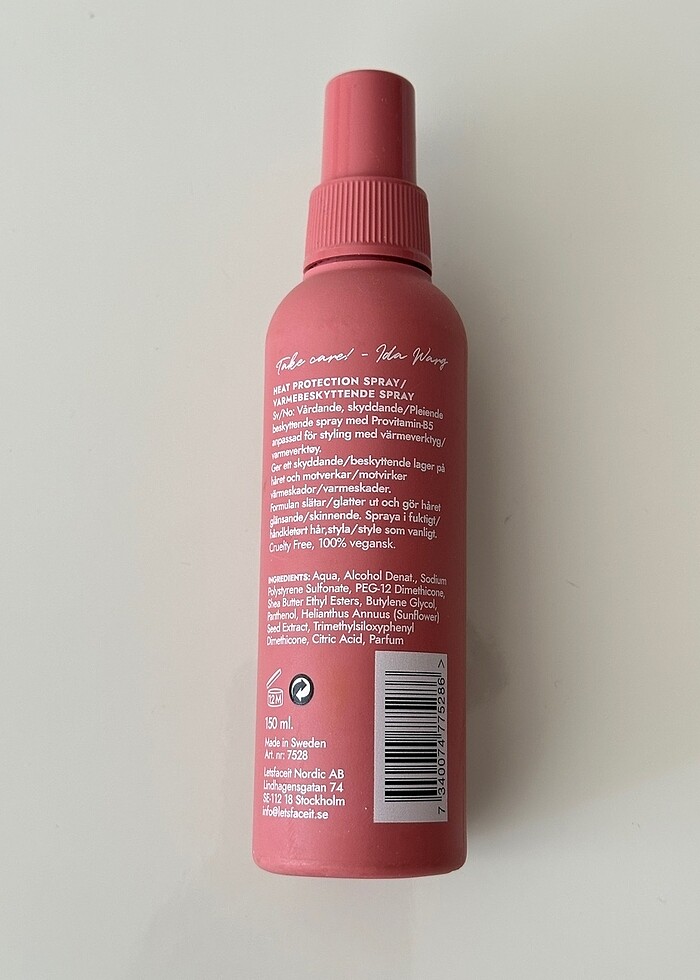 Take care! - Ida Warg
HEAT PROTECTION SPRAY/
VÄRMEBESKYTTENDE SPRAY
Sv/No: Vårdande, skyddande/Pleiende
beskyttende spray med Provitamin-B5
anpassad för styling med värmeverktyg/
varmeverktøy.
Ger ett skyddande/beskyttende lager på
håret och motverkar/motvirker
värmeskador/varmeskader.
Formulan slätar/glatter ut och gör håret
glänsande/skinnende. Spraya i fuktigt/
håndkletørt hår,styla/style som vanligt.
Cruelty Free, 100% vegansk.
INGREDIENTS: Aqua, Alcohol Denat., Sodium
Polystyrene Sulfonate, PEG-12 Dimethicone,
Shea Butter Ethyl Esters, Butylene Glycol,
Panthenol, Helianthus Annuus (Sunflower)
Seed Extract, Trimethylsiloxyphenyl
Dimethicone, Citric Acid, Parfum
12M
150 ml.
Made in Sweden
Art. nr: 7528
Letsfaceit Nordic AB
Lindhagensgatan 74
SE-112 18 Stockholm
info@letsfaceit.se
7 340074 775286 >